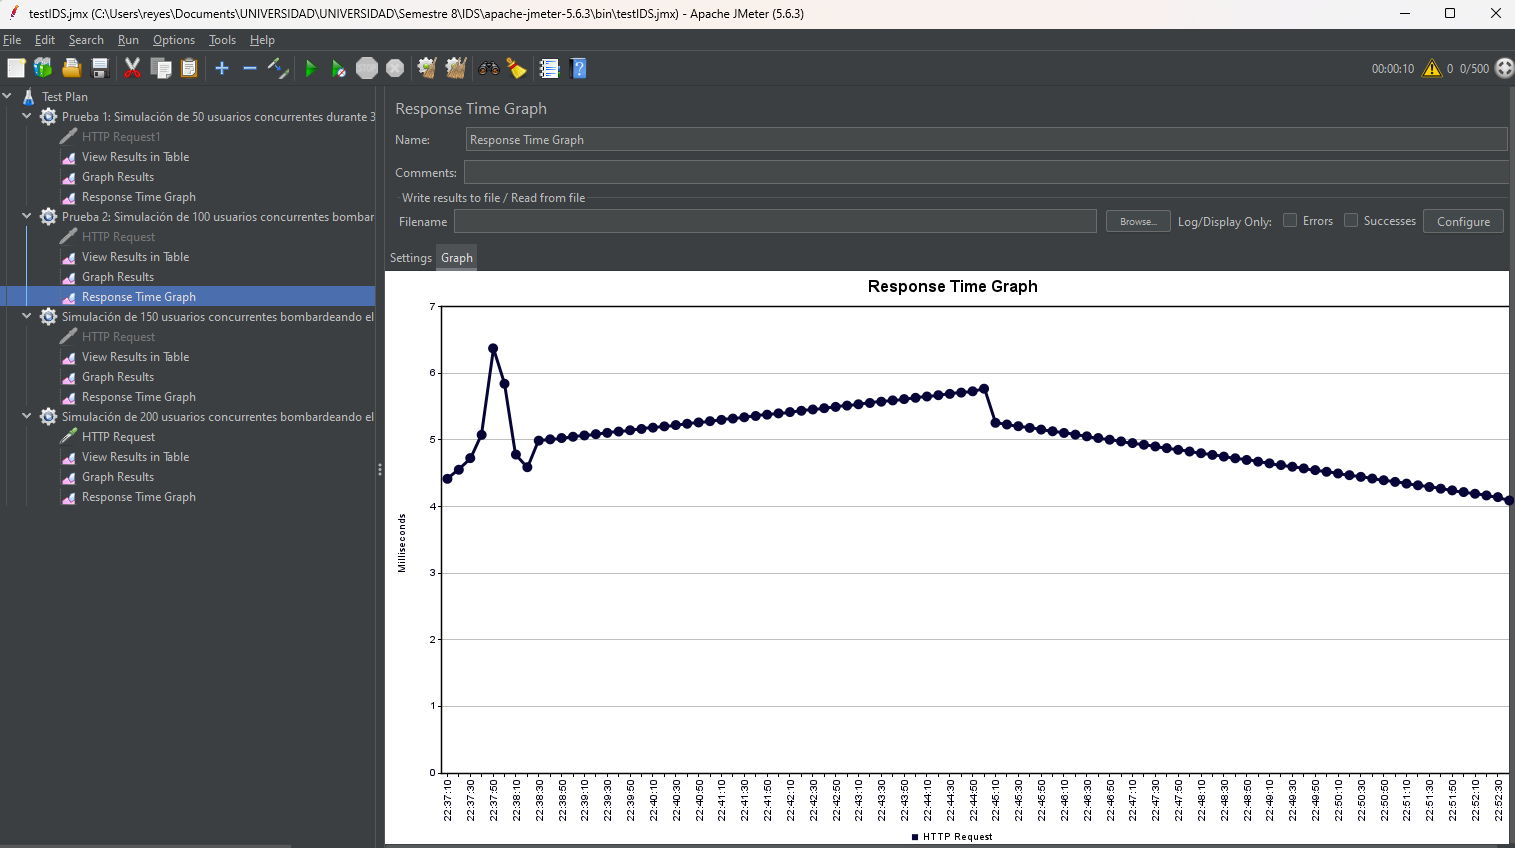 testIDS.jmx (C:\Users\reyes\Documents\UNIVERSIDAD\UNIVERSIDAD\Semestre 8\IDS\apache-jmeter-5.6.3\bin\testIDS.jmx) - Apache JMeter (5.6.3)
File Edit Search Run Options Tools Help
STOP 00:00:10 0 0/500
Test Plan
Prueba 1: Simulación de 50 usuarios concurrentes durante 3
HTTP Request1
View Results in Table
Graph Results
Response Time Graph
Prueba 2: Simulación de 100 usuarios concurrentes bombar
HTTP Request
View Results in Table
Graph Results
Response Time Graph
Simulación de 150 usuarios concurrentes bombardeando el
HTTP Request
View Results in Table
Graph Results
Response Time Graph
Simulación de 200 usuarios concurrentes bombardeando el
HTTP Request
View Results in Table
Graph Results
Response Time Graph
Response Time Graph
Name: Response Time Graph
Comments:
Write results to file / Read from file
Filename Browse... Log/Display Only: Errors Successes Configure
Settings Graph
Response Time Graph
7
6
5
4
3
2
1
0
Milliseconds
22:37:10
22:37:30
22:37:50
22:38:10
22:38:30
22:38:50
22:39:10
22:39:30
22:39:50
22:40:10
22:40:30
22:40:50
22:41:10
22:41:30
22:41:50
22:42:10
22:42:30
22:42:50
22:43:10
22:43:30
22:43:50
22:44:10
22:44:30
22:44:50
22:45:10
22:45:30
22:45:50
22:46:10
22:46:30
22:46:50
22:47:10
22:47:30
22:47:50
22:48:10
22:48:30
22:48:50
22:49:10
22:49:30
22:49:50
22:50:10
22:50:30
22:50:50
22:51:10
22:51:30
22:51:50
22:52:10
22:52:30
HTTP Request